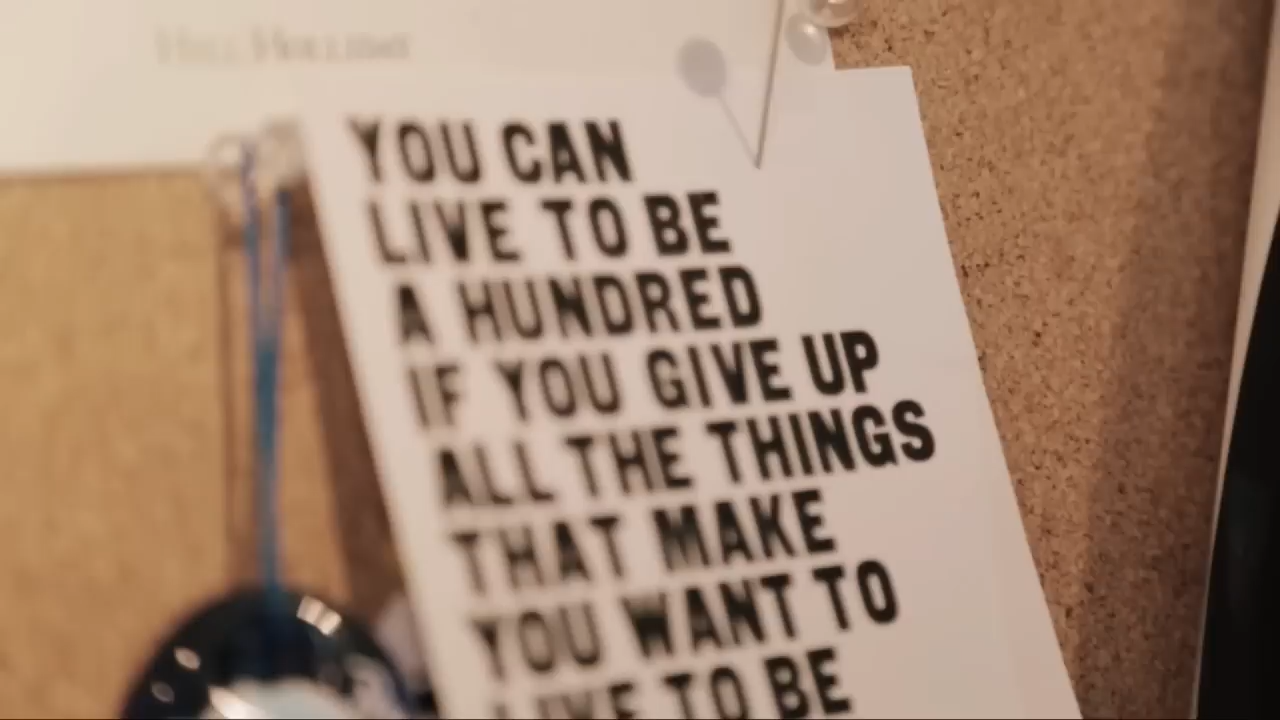 YOU CAN
LIVE TO BE
A HUNDRED
IF YOU GIVE UP
ALL THE THINGS
THAT MAKE
YOU WANT TO
LIVE TO BE